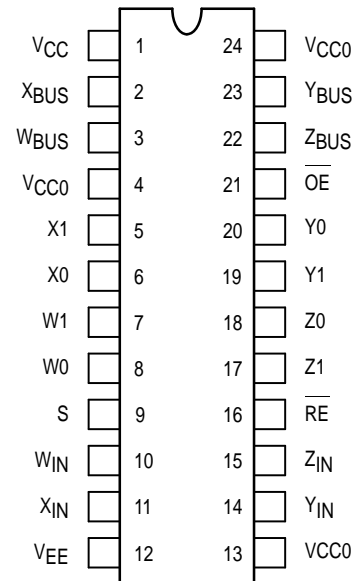 VCC 1 24 VCC0
XBUS 2 23 YBUS
WBUS 3 22 ZBUS
VCC0 4 21 O̅E̅
X1 5 20 Y0
X0 6 19 Y1
W1 7 18 Z0
W0 8 17 Z1
S 9 16 R̅E̅
WIN 10 15 ZIN
XIN 11 14 YIN
VEE 12 13 VCC0